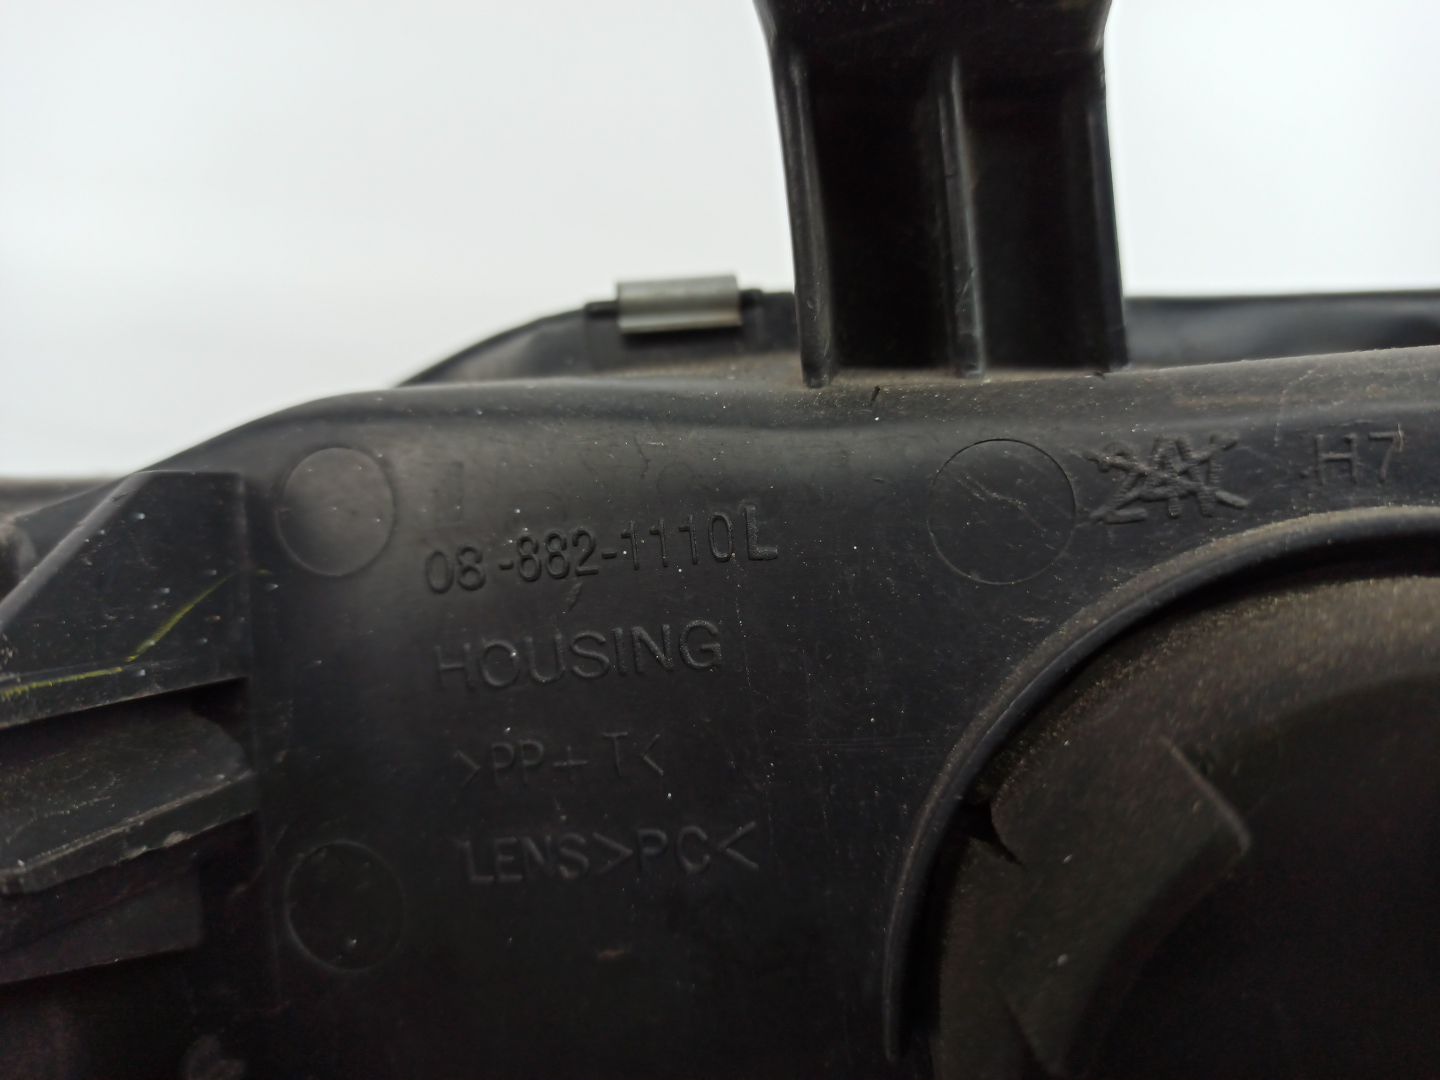 08-882-1110L
H7
HOUSING
>PP+T<
LENS>PC<